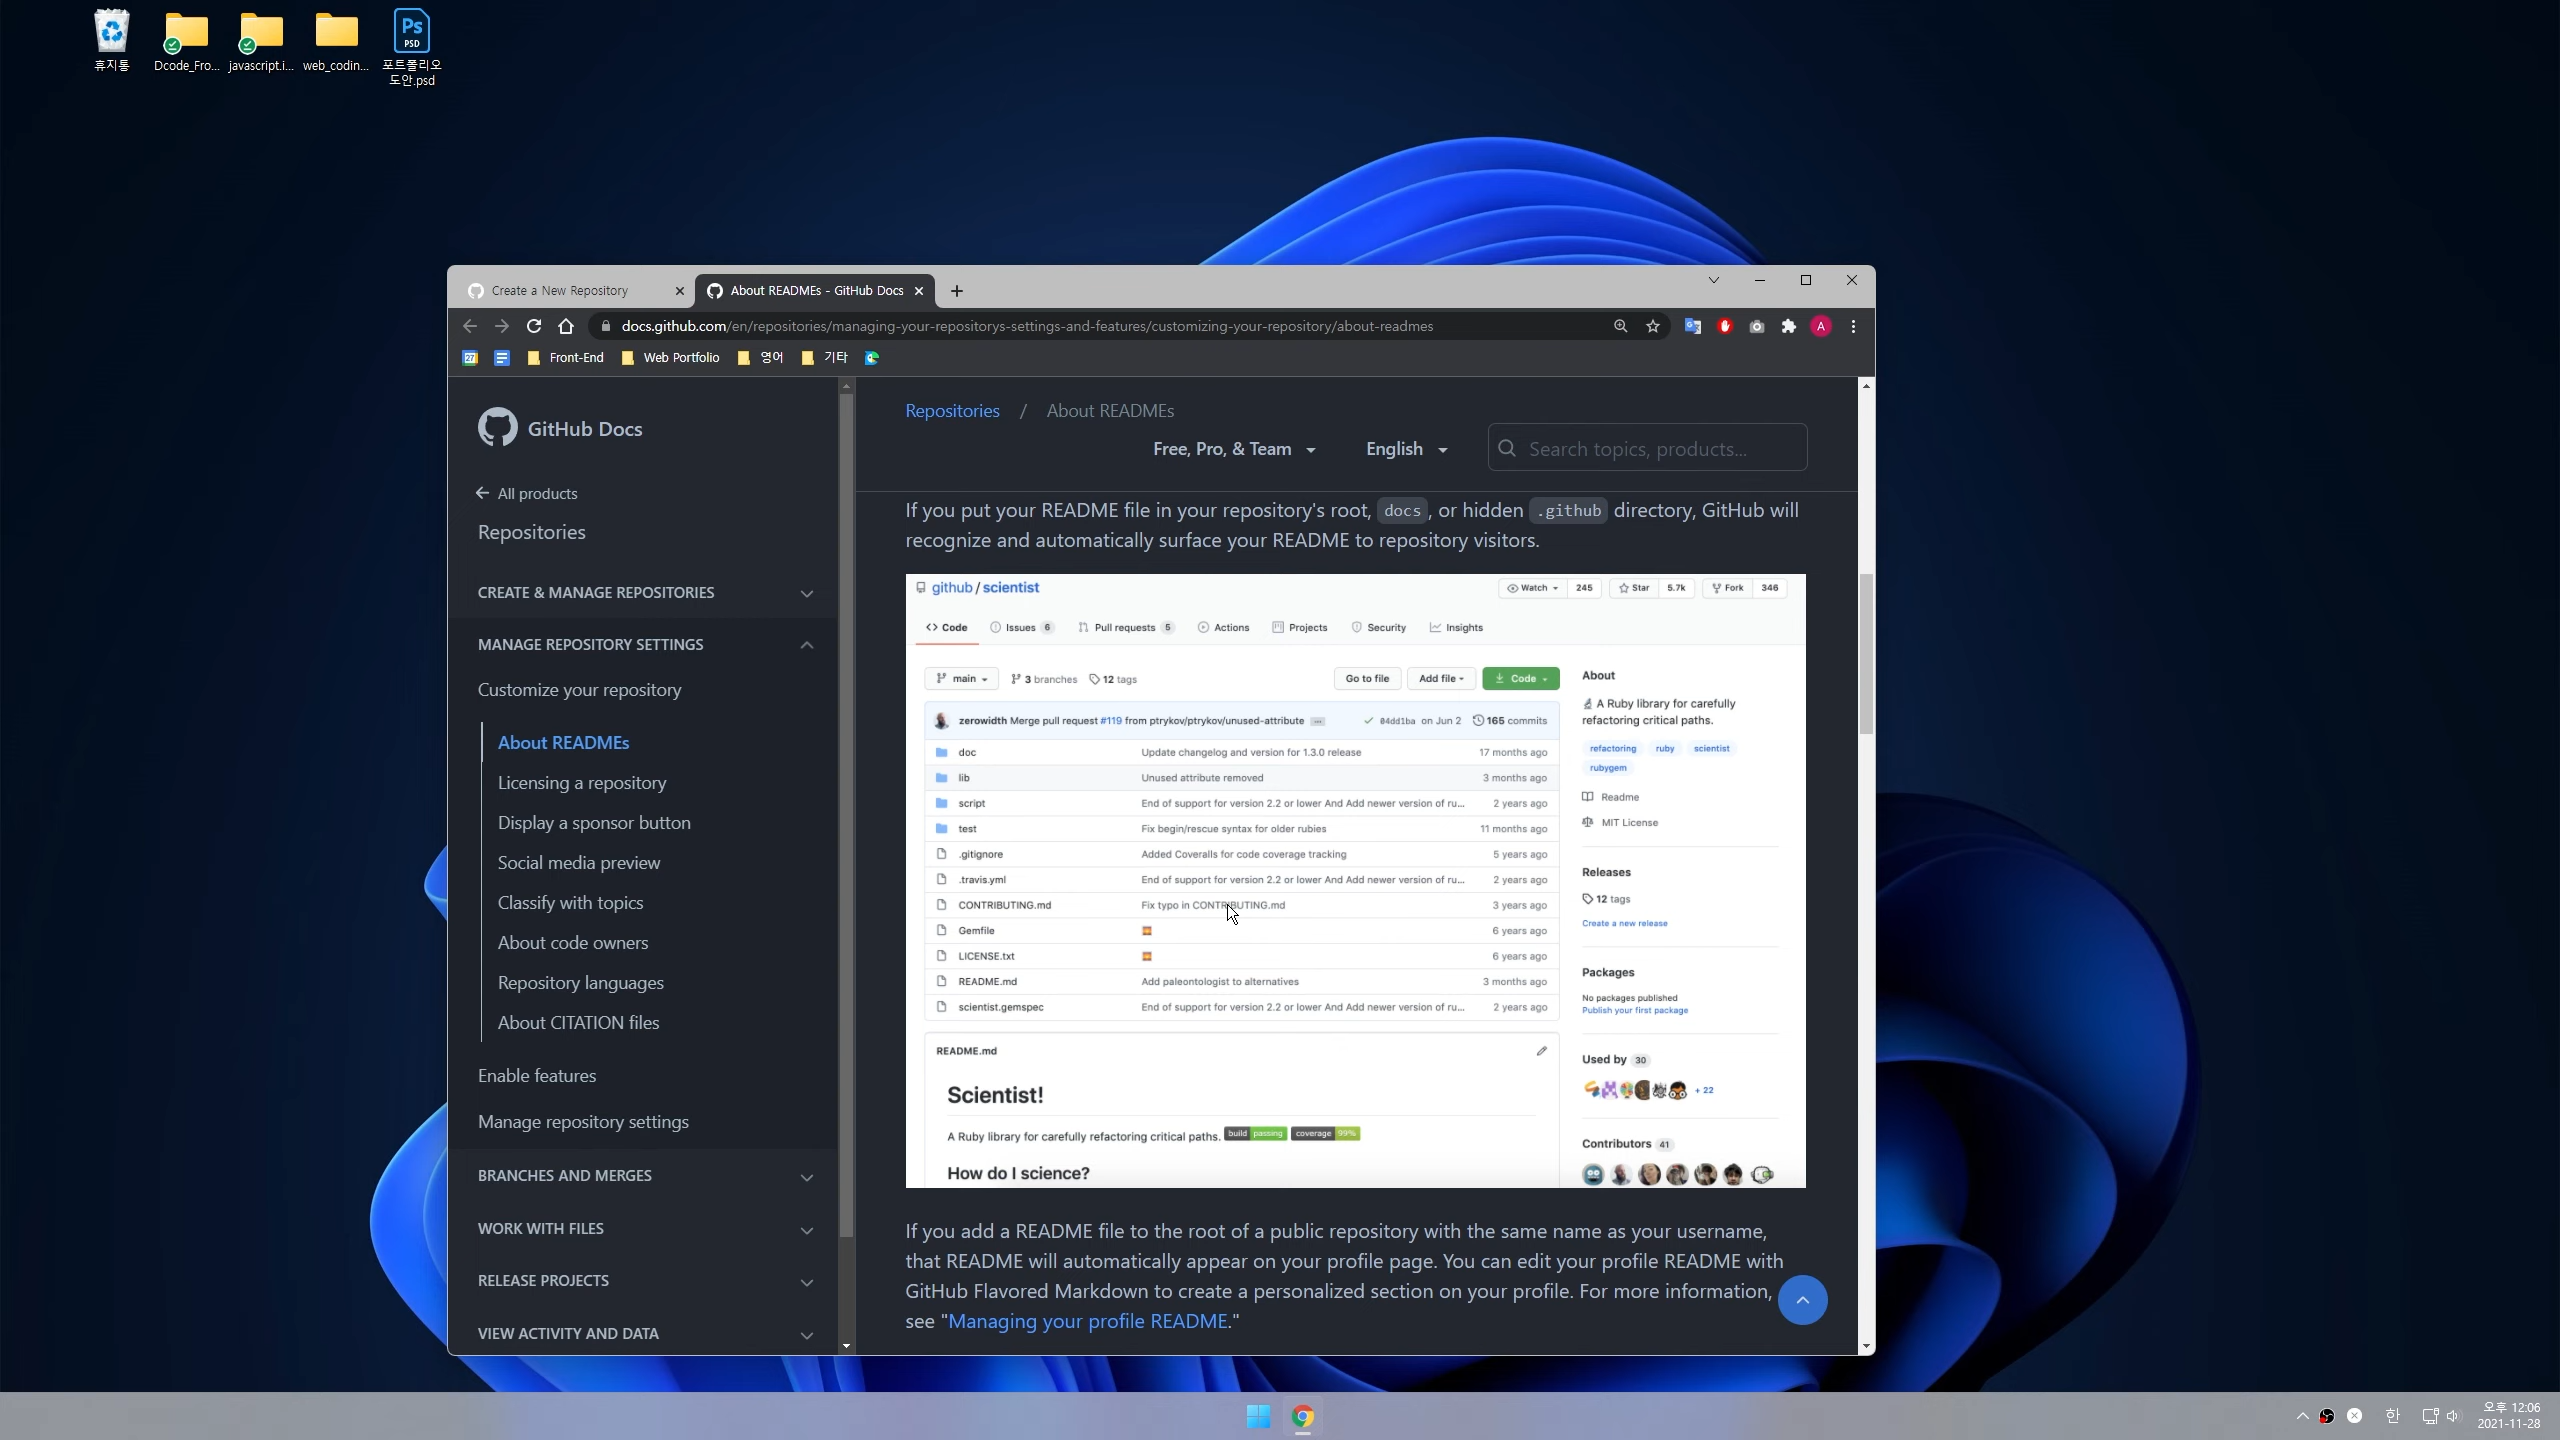 휴지통
Dcode_Fro...
javascript.i...
web_codin...
Ps
PSD
포트폴리오
도안.psd
Create a New Repository
About READMEs - GitHub Docs
docs.github.com/en/repositories/managing-your-repositorys-settings-and-features/customizing-your-repository/about-readmes
A
27
Front-End
Web Portfolio
영어
기타
GitHub Docs
All products
Repositories
CREATE & MANAGE REPOSITORIES
MANAGE REPOSITORY SETTINGS
Customize your repository
About READMEs
Licensing a repository
Display a sponsor button
Social media preview
Classify with topics
About code owners
Repository languages
About CITATION files
Enable features
Manage repository settings
BRANCHES AND MERGES
WORK WITH FILES
RELEASE PROJECTS
VIEW ACTIVITY AND DATA
Repositories / About READMEs
Free, Pro, & Team
English
Search topics, products...
If you put your README file in your repository's root, docs, or hidden .github directory, GitHub will
recognize and automatically surface your README to repository visitors.
github / scientist
Watch 245
Star 5.7k
Fork 346
Code
Issues 6
Pull requests 5
Actions
Projects
Security
Insights
main
3 branches
12 tags
Go to file
Add file
Code
zerowidth Merge pull request #119 from ptrykov/ptrykov/unused-attribute ... 04dd1ba on Jun 2 165 commits
doc Update changelog and version for 1.3.0 release 17 months ago
lib Unused attribute removed 3 months ago
script End of support for version 2.2 or lower And Add newer version of ru... 2 years ago
test Fix begin/rescue syntax for older rubies 11 months ago
.gitignore Added Coveralls for code coverage tracking 5 years ago
.travis.yml End of support for version 2.2 or lower And Add newer version of ru... 2 years ago
CONTRIBUTING.md Fix typo in CONTRIBUTING.md 3 years ago
Gemfile 6 years ago
LICENSE.txt 6 years ago
README.md Add paleontologist to alternatives 3 months ago
scientist.gemspec End of support for version 2.2 or lower And Add newer version of ru... 2 years ago
README.md
Scientist!
A Ruby library for carefully refactoring critical paths. build passing coverage 99%
How do I science?
About
A Ruby library for carefully
refactoring critical paths.
refactoring ruby scientist
rubygem
Readme
MIT License
Releases
12 tags
Create a new release
Packages
No packages published
Publish your first package
Used by 30
+ 22
Contributors 41
If you add a README file to the root of a public repository with the same name as your username,
that README will automatically appear on your profile page. You can edit your profile README with
GitHub Flavored Markdown to create a personalized section on your profile. For more information,
see "Managing your profile README."
한
오후 12:06
2021-11-28